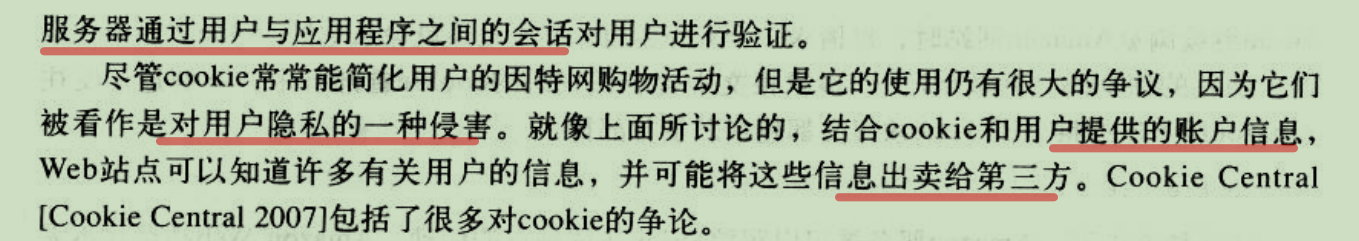 服务器通过用户与应用程序之间的会话对用户进行验证。
尽管cookie常常能简化用户的因特网购物活动，但是它的使用仍有很大的争议，因为它们
被看作是对用户隐私的一种侵害。就像上面所讨论的，结合cookie和用户提供的账户信息，
Web站点可以知道许多有关用户的信息，并可能将这些信息出卖给第三方。Cookie Central
[Cookie Central 2007]包括了很多对cookie的争论。